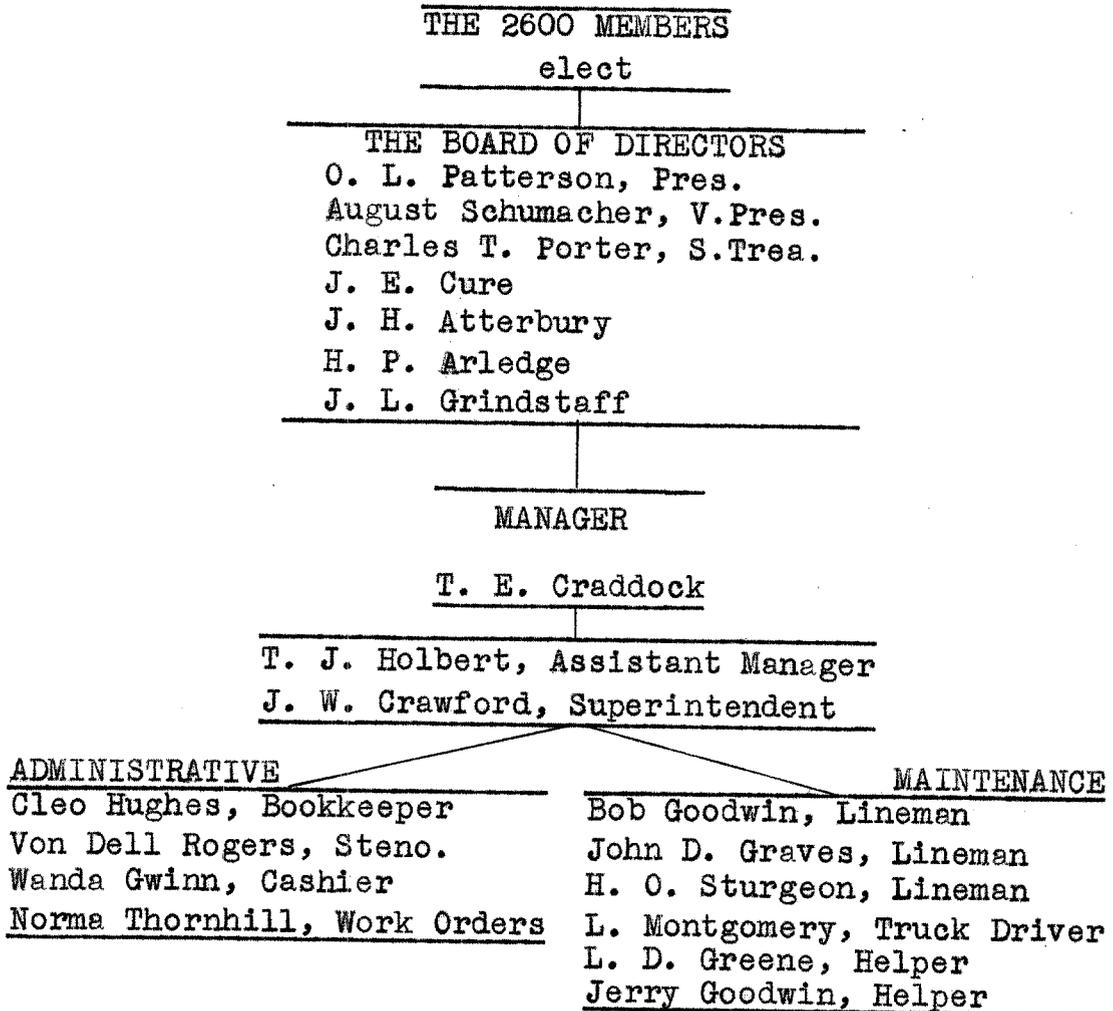 THE 2600 MEMBERS
elect
THE BOARD OF DIRECTORS
O. L. Patterson, Pres.
August Schumacher, V.Pres.
Charles T. Porter, S.Trea.
J. E. Cure
J. H. Atterbury
H. P. Arledge
J. L. Grindstaff
MANAGER
T. E. Craddock
T. J. Holbert, Assistant Manager
J. W. Crawford, Superintendent
ADMINISTRATIVE
Cleo Hughes, Bookkeeper
Von Dell Rogers, Steno.
Wanda Gwinn, Cashier
Norma Thornhill, Work Orders
MAINTENANCE
Bob Goodwin, Lineman
John D. Graves, Lineman
H. O. Sturgeon, Lineman
L. Montgomery, Truck Driver
L. D. Greene, Helper
Jerry Goodwin, Helper